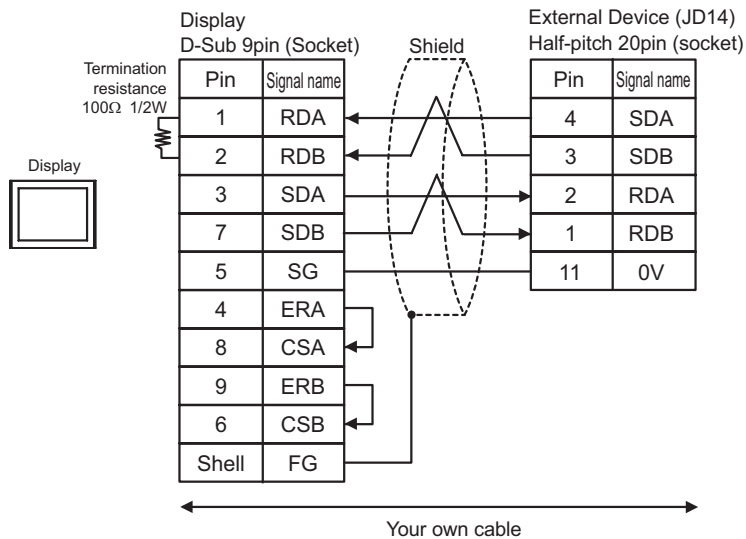 Display
D-Sub 9pin (Socket)
Shield
External Device (JD14)
Half-pitch 20pin (socket)
Termination
resistance
100Ω 1/2W
Display
Pin Signal name
1 RDA
2 RDB
3 SDA
7 SDB
5 SG
4 ERA
8 CSA
9 ERB
6 CSB
Shell FG
Pin Signal name
4 SDA
3 SDB
2 RDA
1 RDB
11 0V
Your own cable